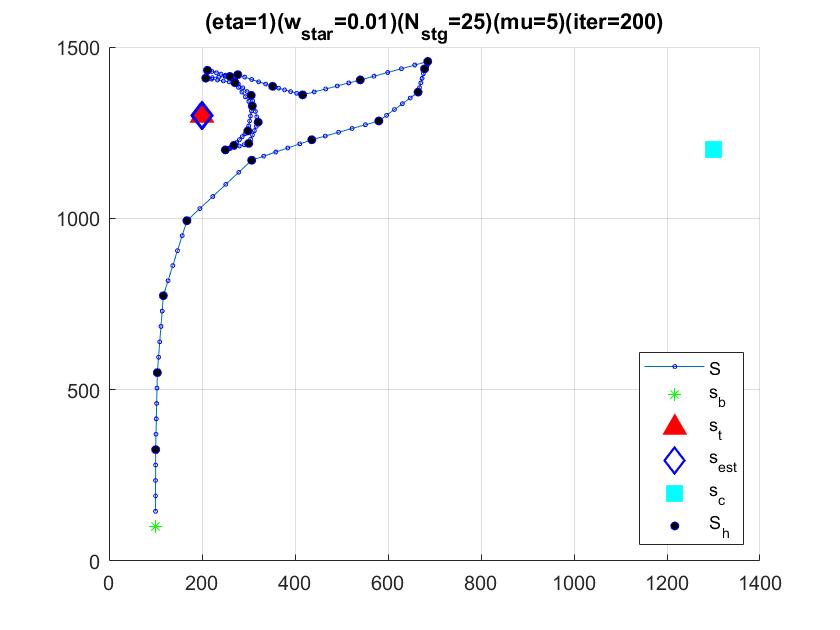 (eta=1)(w_star=0.01)(N_stg=25)(mu=5)(iter=200)
1500
1000
500
0
0 200 400 600 800 1000 1200 1400
S
s_b
s_t
s_est
s_c
S_h